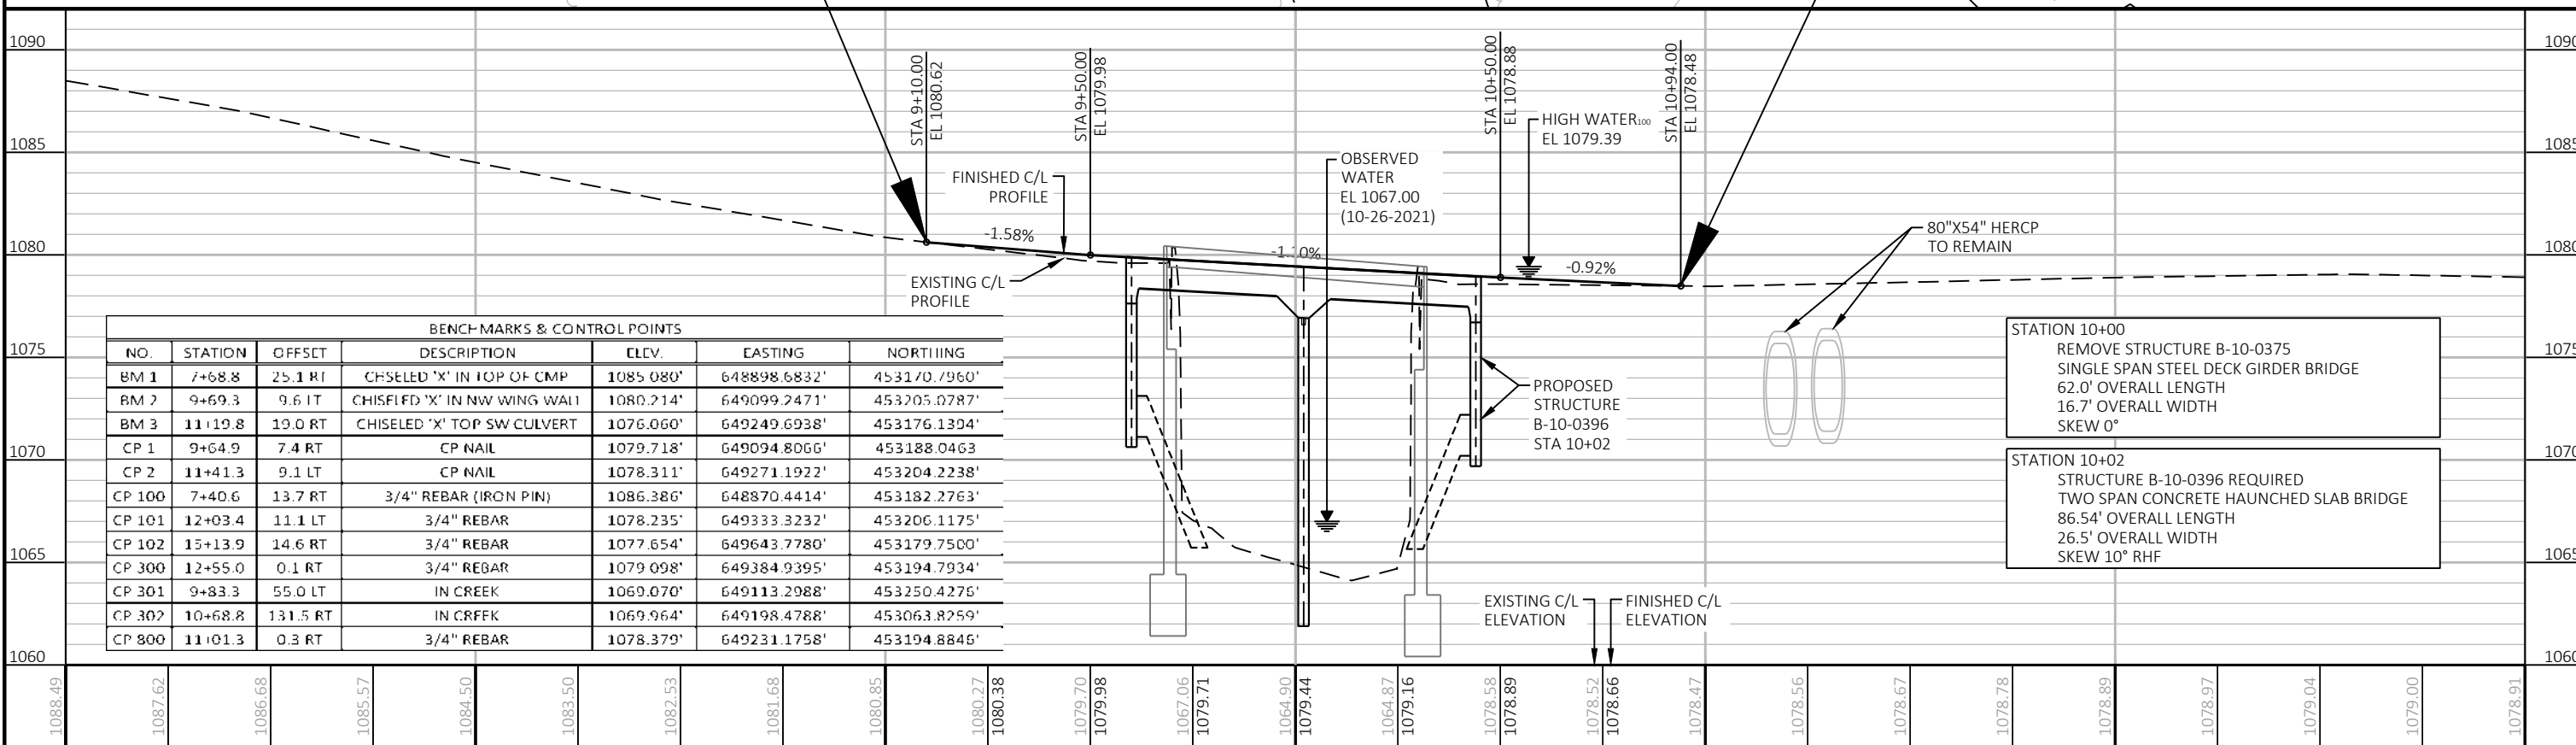 1090
1085
1080
1075
1070
1065
1060
STA 9+10.00
EL 1080.62
STA 9+50.00
EL 1079.98
STA 10+50.00
EL 1078.88
STA 10+94.00
EL 1078.48
HIGH WATER100
EL 1079.39
OBSERVED
WATER
EL 1067.00
(10-26-2021)
FINISHED C/L
PROFILE
-1.58%
-1.10%
-0.92%
EXISTING C/L
PROFILE
80"X54" HERCP
TO REMAIN
BENCHMARKS & CONTROL POINTS
NO. STATION OFFSET DESCRIPTION ELEV. EASTING NORTHING
BM 1 7+68.8 25.1 RT CHSELED 'X' IN TOP OF CMP 1085.080' 648898.6832' 453170.7960'
BM 2 9+69.3 9.6 LT CHISELED 'X' IN NW WING WALL 1080.214' 649099.2471' 453205.0787'
BM 3 11+19.8 19.0 RT CHISELED 'X' TOP SW CULVERT 1076.060' 649249.6938' 453176.1304'
CP 1 9+64.9 7.4 RT CP NAIL 1079.718' 649094.8066' 453188.0463
CP 2 11+41.3 9.1 LT CP NAIL 1078.311' 649271.1922' 453204.2238'
CP 100 7+40.6 13.7 RT 3/4" REBAR (IRON PIN) 1086.386' 648870.4414' 453182.2763'
CP 101 12+03.4 11.1 LT 3/4" REBAR 1078.235' 649333.3232' 453206.1175'
CP 102 15+13.9 14.6 RT 3/4" REBAR 1077.654' 649643.7780' 453179.7500'
CP 300 12+55.0 0.1 RT 3/4" REBAR 1079.098' 649384.9395' 453194.7934'
CP 301 9+83.3 55.0 LT IN CREEK 1069.070' 649113.2988' 453250.4276'
CP 302 10+68.8 131.5 RT IN CREEK 1069.964' 649198.4788' 453063.8259'
CP 800 11+01.3 0.3 RT 3/4" REBAR 1078.379' 649231.1758' 453194.8846'
PROPOSED
STRUCTURE
B-10-0396
STA 10+02
STATION 10+00
REMOVE STRUCTURE B-10-0375
SINGLE SPAN STEEL DECK GIRDER BRIDGE
62.0' OVERALL LENGTH
16.7' OVERALL WIDTH
SKEW 0°
STATION 10+02
STRUCTURE B-10-0396 REQUIRED
TWO SPAN CONCRETE HAUNCHED SLAB BRIDGE
86.54' OVERALL LENGTH
26.5' OVERALL WIDTH
SKEW 10° RHF
EXISTING C/L
ELEVATION
FINISHED C/L
ELEVATION
1090
1085
1080
1075
1070
1065
1060
1088.49
1087.62
1086.68
1085.57
1084.50
1083.50
1082.53
1081.68
1080.85
1080.27
1080.38
1079.70
1079.98
1067.06
1079.71
1064.90
1079.44
1064.87
1079.16
1078.58
1078.89
1078.52
1078.66
1078.47
1078.56
1078.67
1078.78
1078.89
1078.97
1079.04
1079.00
1078.91